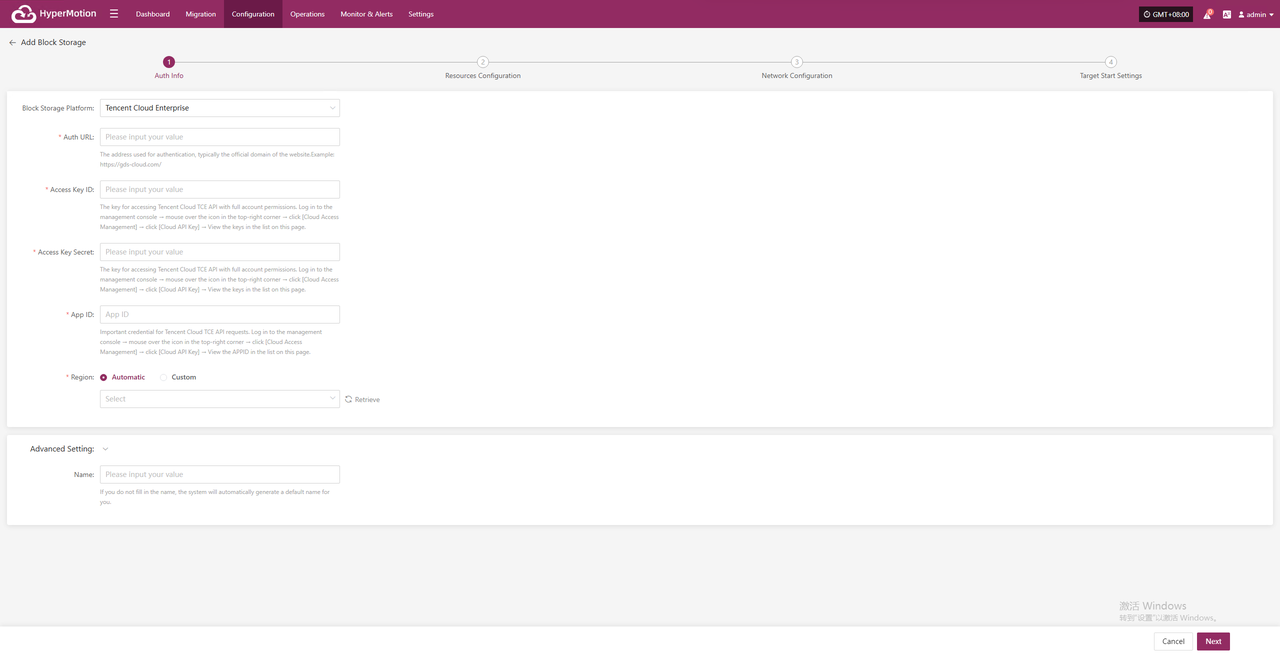 HyperMotion
Dashboard
Migration
Configuration
Operations
Monitor & Alerts
Settings
GMT+08:00
admin
Add Block Storage
1
2
3
4
Auth Info
Resources Configuration
Network Configuration
Target Start Settings
Block Storage Platform:
Tencent Cloud Enterprise
* Auth URL:
Please input your value
The address used for authentication, typically the official domain of the website.Example:
https://gds-cloud.com/
* Access Key ID:
Please input your value
The key for accessing Tencent Cloud TCE API with full account permissions. Log in to the
management console → mouse over the icon in the top-right corner → click [Cloud Access
Management] → click [Cloud API Key] → View the keys in the list on this page.
* Access Key Secret:
Please input your value
The key for accessing Tencent Cloud TCE API with full account permissions. Log in to the
management console → mouse over the icon in the top-right corner → click [Cloud Access
Management] → click [Cloud API Key] → View the keys in the list on this page.
* App ID:
App ID
Important credential for Tencent Cloud TCE API requests. Log in to the management
console → mouse over the icon in the top-right corner → click [Cloud Access
Management] → click [Cloud API Key] → View the APPID in the list on this page.
* Region:
Automatic
Custom
Select
Retrieve
Advanced Setting:
Name:
Please input your value
If you do not fill in the name, the system will automatically generate a default name for
you.
激活 Windows
转到"设置"以激活 Windows。
Cancel
Next